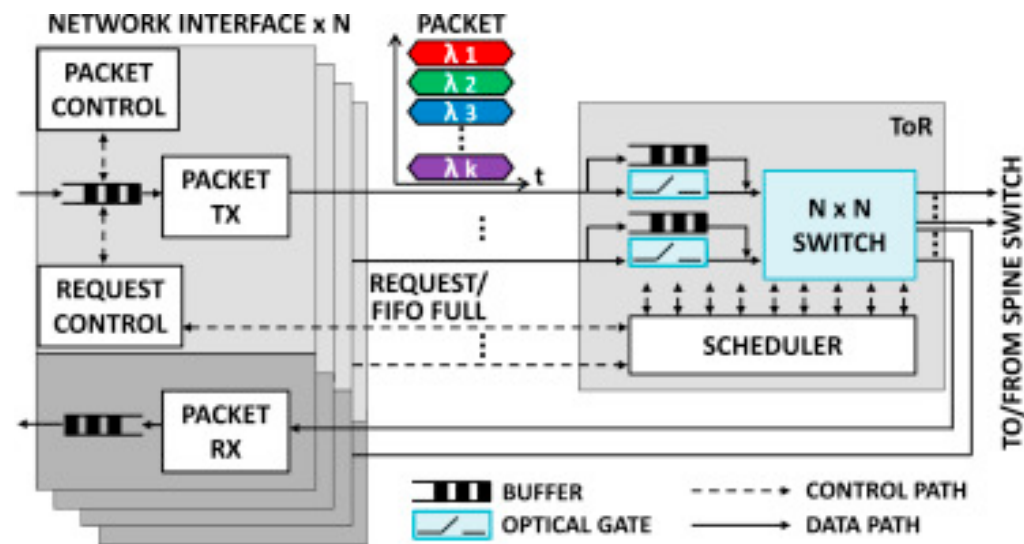 NETWORK INTERFACE x N
PACKET
CONTROL
PACKET
TX
REQUEST
CONTROL
PACKET
RX
PACKET
λ 1
λ 2
λ 3
λ k
t
REQUEST/
FIFO FULL
ToR
N x N
SWITCH
SCHEDULER
TO/FROM SPINE SWITCH
BUFFER
OPTICAL GATE
CONTROL PATH
DATA PATH